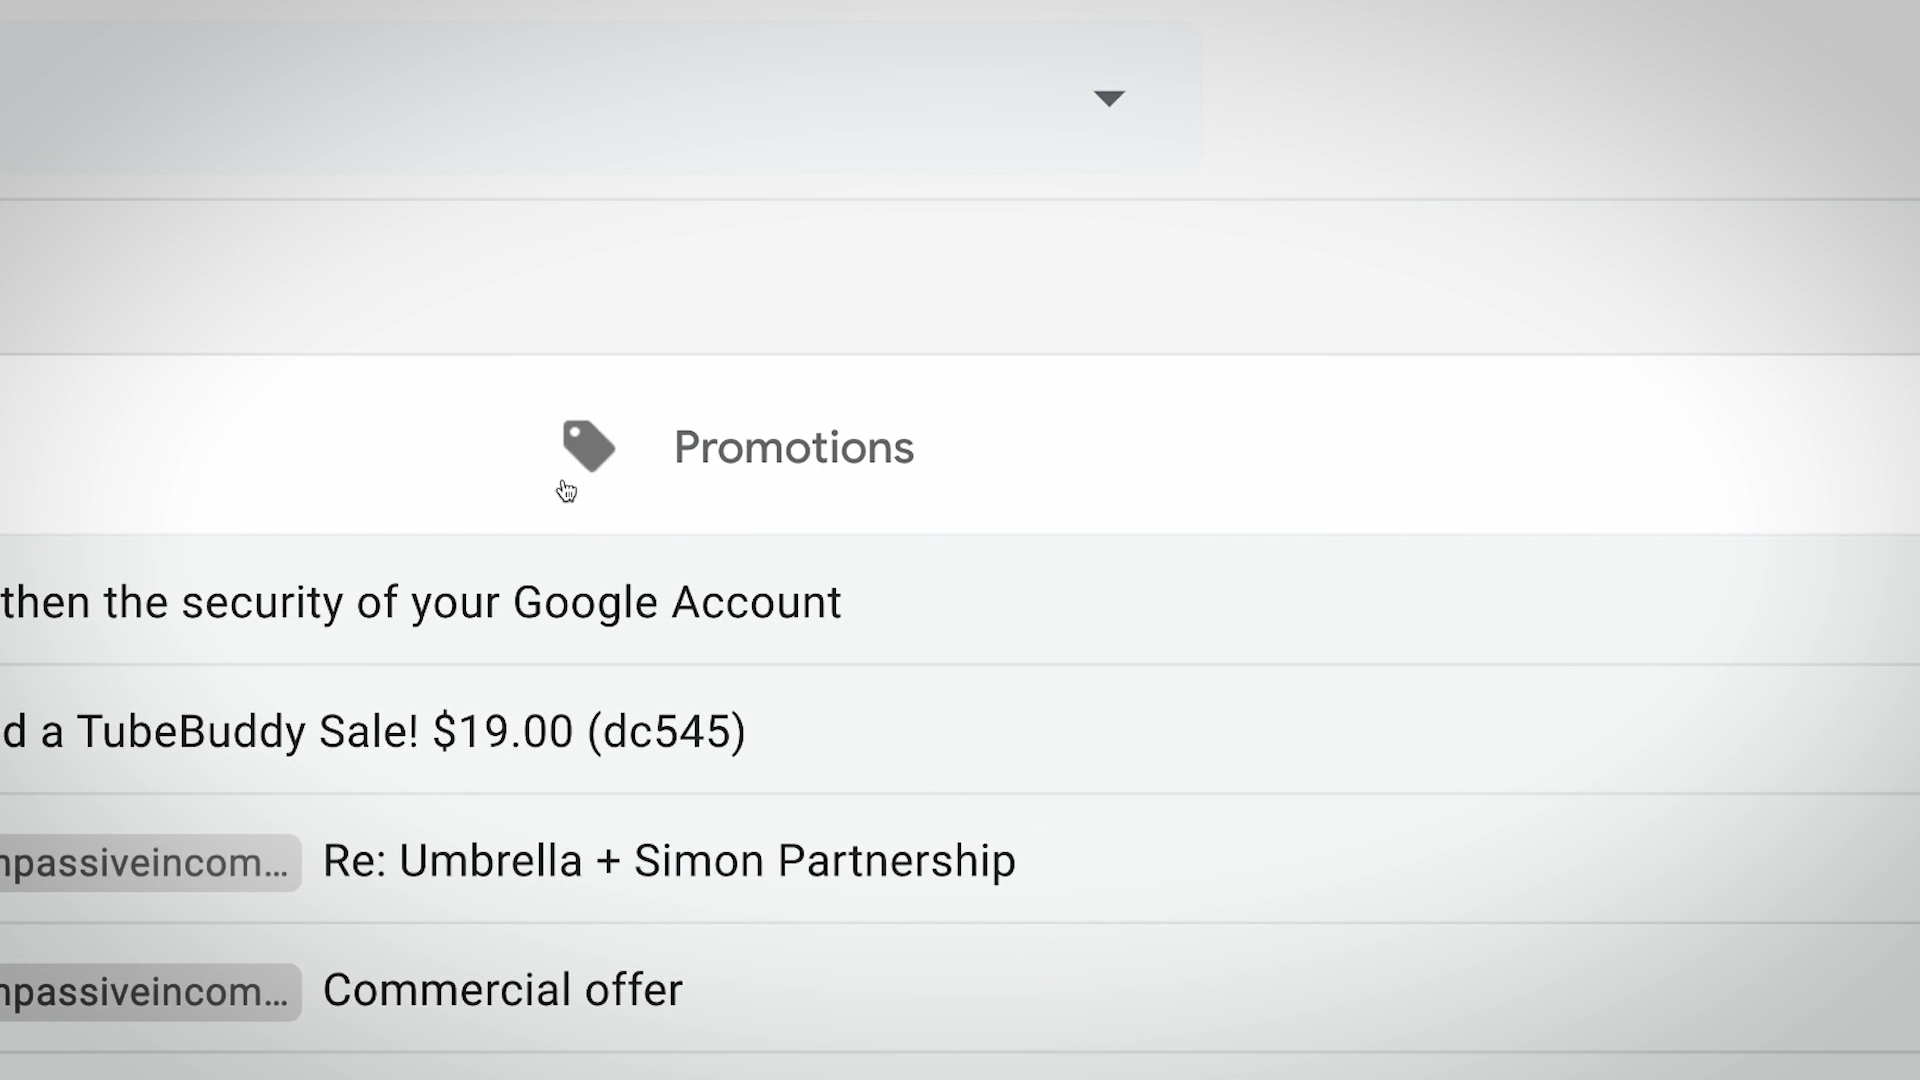 Promotions
then the security of your Google Account
d a TubeBuddy Sale! $19.00 (dc545)
npassiveincom... Re: Umbrella + Simon Partnership
npassiveincom... Commercial offer